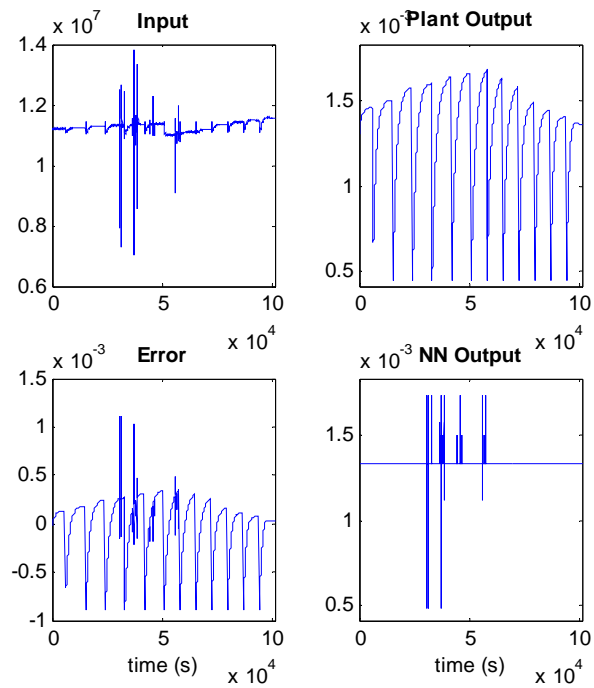 Input
x 10^7
1.4
1.2
1
0.8
0.6
0 5 10
x 10^4
Plant Output
x 10^-3
1.5
1
0.5
0 5 10
x 10^4
Error
x 10^-3
1.5
1
0.5
0
-0.5
-1
0 5 10
time (s) x 10^4
NN Output
x 10^-3
1.5
1
0.5
0 5 10
time (s) x 10^4